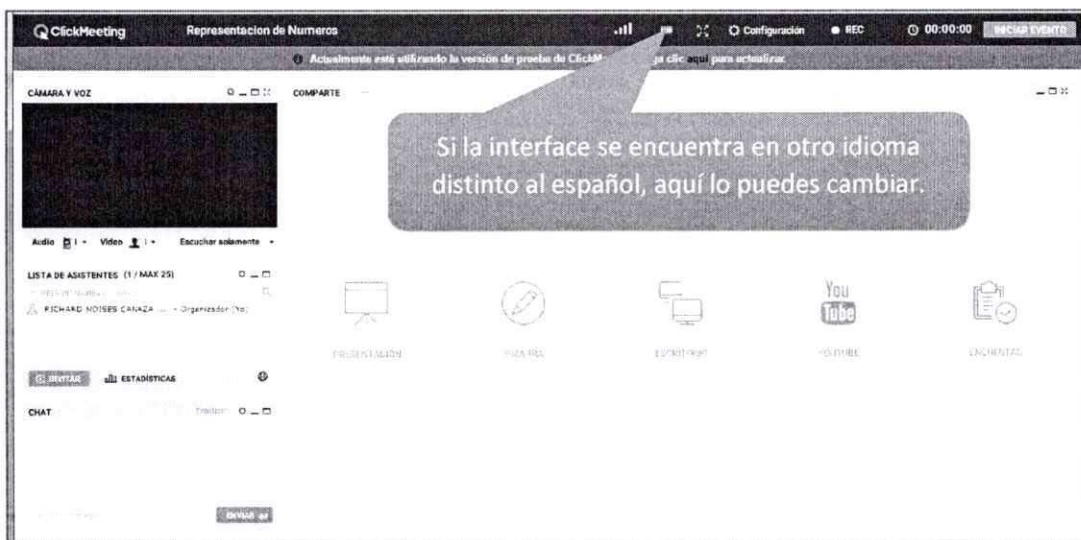 ClickMeeting
Representacion de Numeros
Configuración
REC
00:00:00
INICIAR EVENTO
Actualmente está utilizando la versión de prueba de ClickM ga clic aquí para actualizar.
CÁMARA Y VOZ
COMPARTE
Si la interface se encuentra en otro idioma
distinto al español, aquí lo puedes cambiar.
Audio
Video
Escuchar solamente
LISTA DE ASISTENTES (1 / MAX 25)
RICHARD MOISES CANAZA ... - Organizador (Yo)
PRESENTACIÓN
PIZARRA
ESCRITORIO
You
Tube
YOUTUBE
ENCUESTAS
INVITAR
ESTADÍSTICAS
CHAT
Traducir
ENVIAR